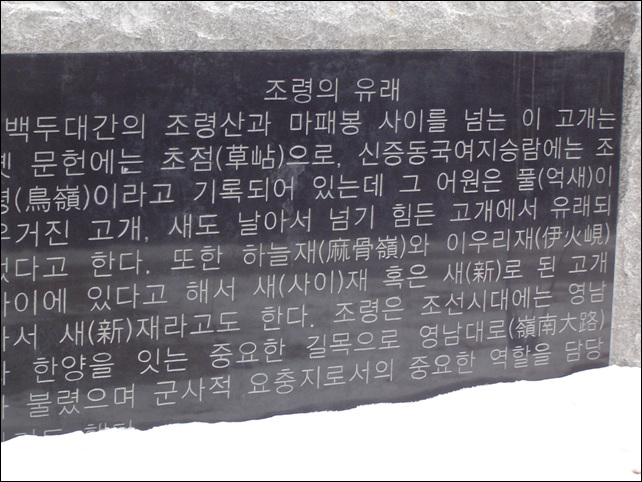 조령의 유래
백두대간의 조령산과 마패봉 사이를 넘는 이 고개는
옛 문헌에는 초점(草岾)으로, 신증동국여지승람에는 조
령(鳥嶺)이라고 기록되어 있는데 그 어원은 풀(억새)이
우거진 고개, 새도 날아서 넘기 힘든 고개에서 유래되
었다고 한다. 또한 하늘재(麻骨嶺)와 이우리재(伊火峴)
사이에 있다고 해서 새(사이)재 혹은 새(新)로 된 고개
라서 새(新)재라고도 한다. 조령은 조선시대에는 영남
한양을 잇는 중요한 길목으로 영남대로(嶺南大路)
불렸으며 군사적 요충지로서의 중요한 역할을 담당